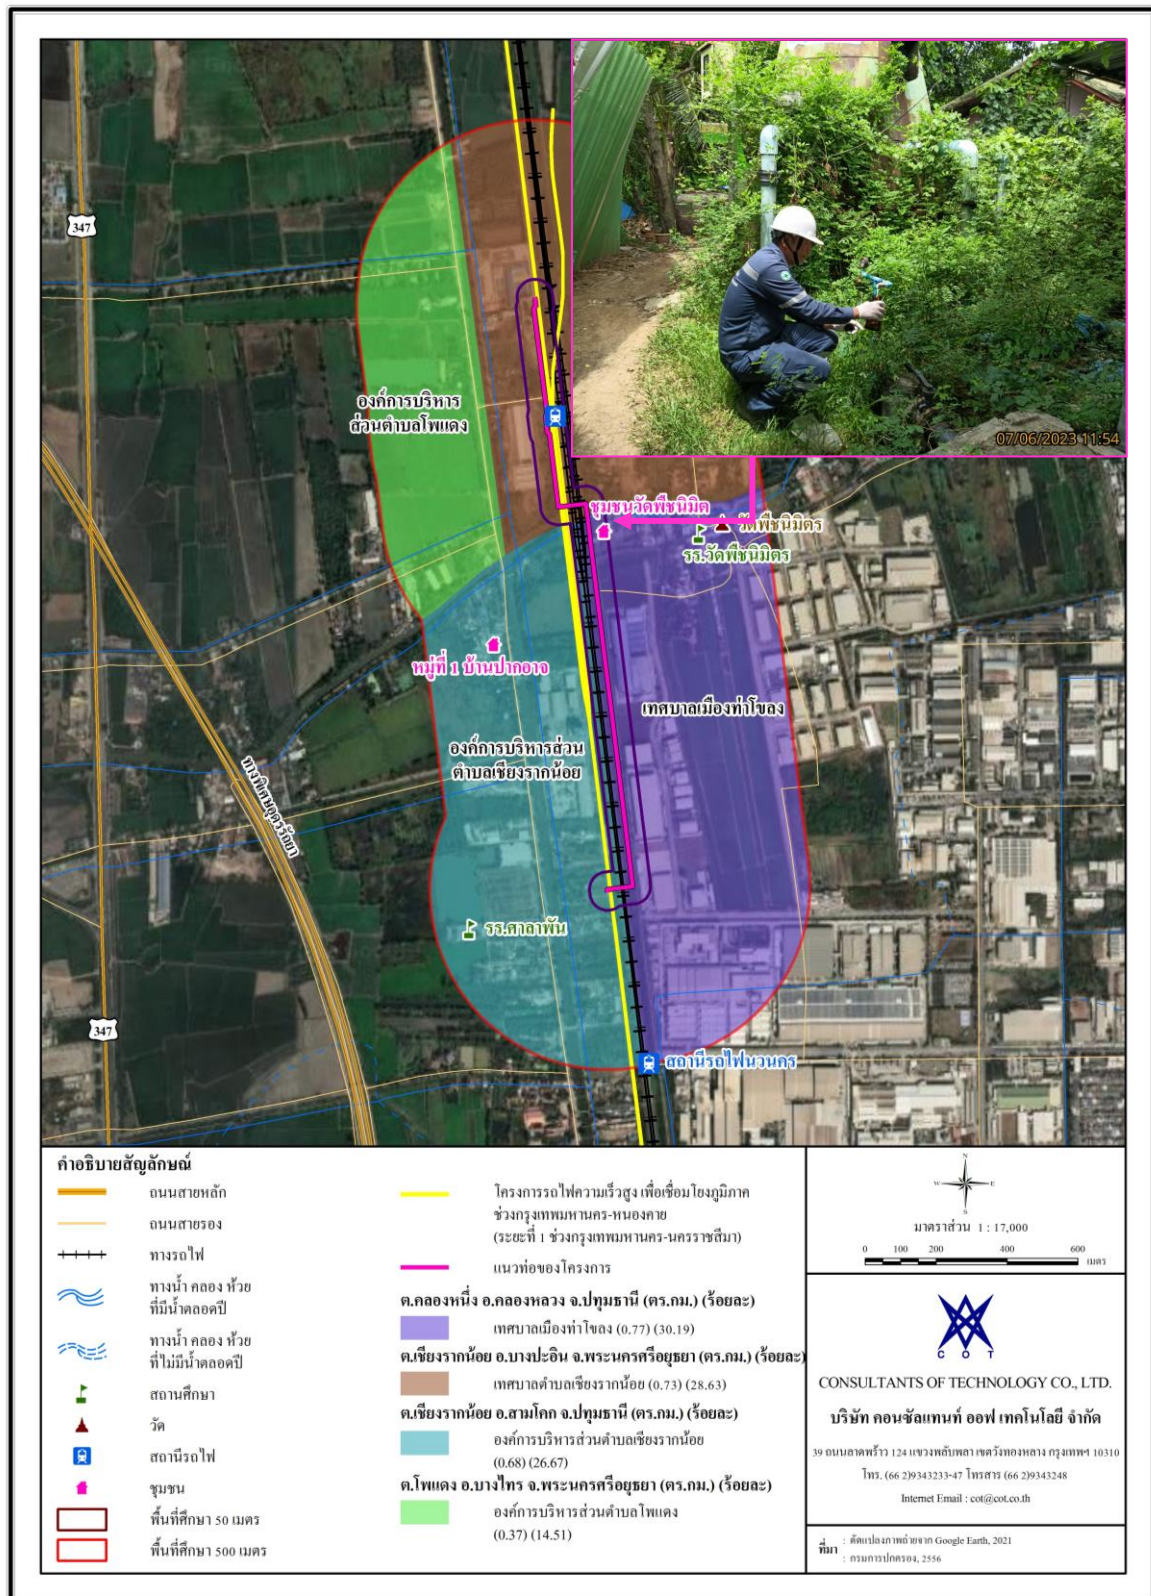 07/06/2023 11:54
347
องค์การบริหาร
ส่วนตำบลโพแตง
ชุมชนวัดพืชนิมิต
วัดพืชนิมิตร
รร.วัดพืชนิมิตร
หมู่ที่ 1 บ้านปากอาจ
เทศบาลเมืองท่าโขลง
องค์การบริหารส่วน
ตำบลเชียงรากน้อย
ทางพิเศษอุดรรัถยา
รร.ศาลาพัน
347
สถานีรถไฟนวนคร
คำอธิบายสัญลักษณ์
ถนนสายหลัก
ถนนสายรอง
ทางรถไฟ
ทางน้ำ คลอง ห้วย
ที่มีน้ำตลอดปี
ทางน้ำ คลอง ห้วย
ที่ไม่มีน้ำตลอดปี
สถานศึกษา
วัด
สถานีรถไฟ
ชุมชน
พื้นที่ศึกษา 50 เมตร
พื้นที่ศึกษา 500 เมตร
โครงการรถไฟความเร็วสูง เพื่อเชื่อมโยงภูมิภาค
ช่วงกรุงเทพมหานคร-หนองคาย
(ระยะที่ 1 ช่วงกรุงเทพมหานคร-นครราชสีมา)
แนวท่อของโครงการ
ต.คลองหนึ่ง อ.คลองหลวง จ.ปทุมธานี (ตร.กม.) (ร้อยละ)
เทศบาลเมืองท่าโขลง (0.77) (30.19)
ต.เชียงรากน้อย อ.บางปะอิน จ.พระนครศรีอยุธยา (ตร.กม.) (ร้อยละ)
เทศบาลตำบลเชียงรากน้อย (0.73) (28.63)
ต.เชียงรากน้อย อ.สามโคก จ.ปทุมธานี (ตร.กม.) (ร้อยละ)
องค์การบริหารส่วนตำบลเชียงรากน้อย
(0.68) (26.67)
ต.โพแตง อ.บางไทร จ.พระนครศรีอยุธยา (ตร.กม.) (ร้อยละ)
องค์การบริหารส่วนตำบลโพแตง
(0.37) (14.51)
N
W E
S
มาตราส่วน 1 : 17,000
0 100 200 400 600
เมตร
C O T
CONSULTANTS OF TECHNOLOGY CO., LTD.
บริษัท คอนซัลแทนท์ ออฟ เทคโนโลยี จำกัด
39 ถนนลาดพร้าว 124 แขวงพลับพลา เขตวังทองหลาง กรุงเทพฯ 10310
โทร. (66 2)9343233-47 โทรสาร (66 2)9343248
Internet Email : cot@cot.co.th
ที่มา : ดัดแปลงภาพถ่ายจาก Google Earth, 2021
: กรมการปกครอง, 2556